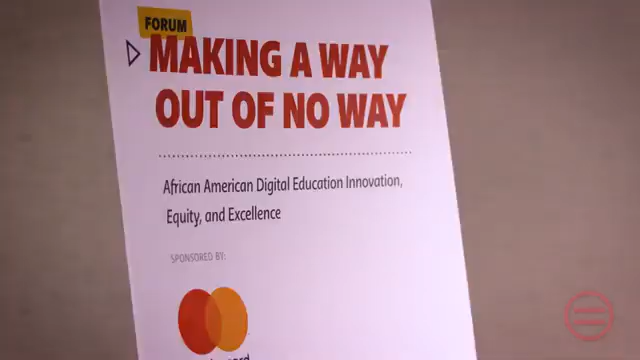 FORUM
MAKING A WAY
OUT OF NO WAY
African American Digital Education Innovation,
Equity, and Excellence
SPONSORED BY: